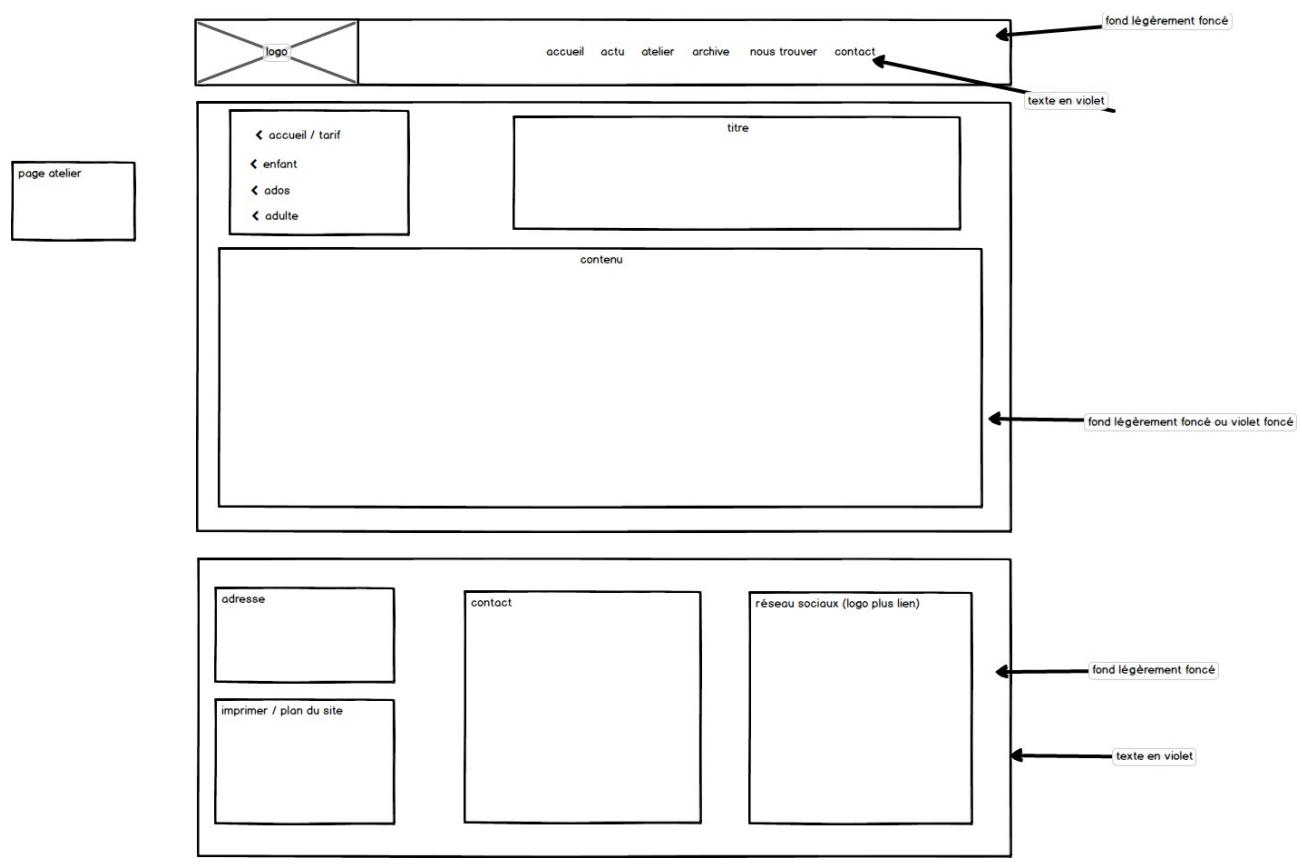 fond légèrement foncé
logo
accueil actu atelier archive nous trouver contact
texte en violet
page atelier
accueil / tarif
enfant
ados
adulte
titre
contenu
fond légèrement foncé ou violet foncé
adresse
contact
réseau sociaux (logo plus lien)
fond légèrement foncé
imprimer / plan du site
texte en violet